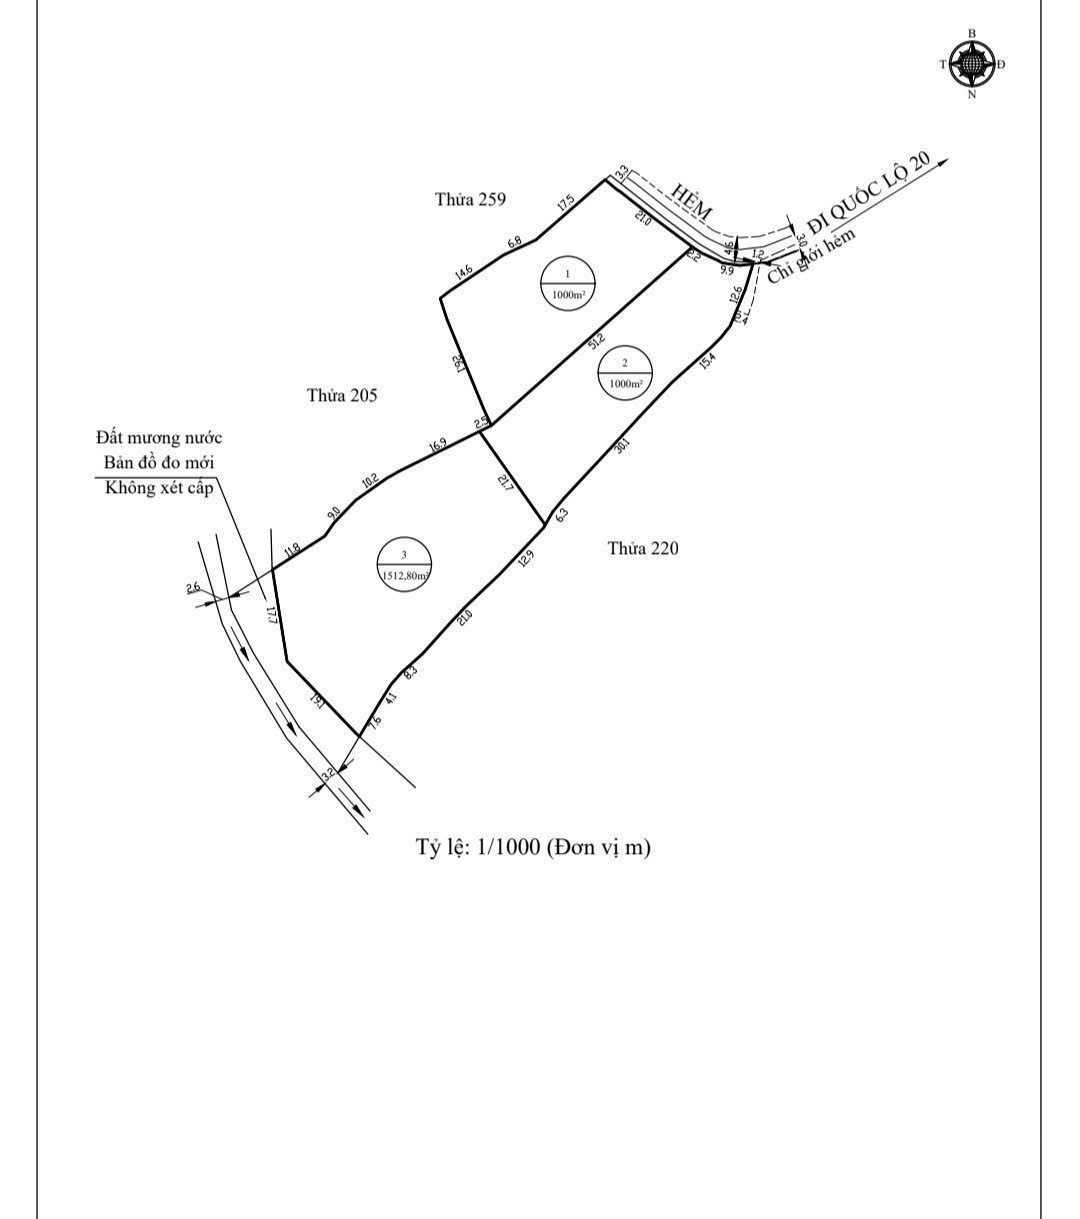 B
T
Đ
N
ĐI QUỐC LỘ 20
HẺM
Chỉ giới hẻm
Thửa 259
3.3
17.5
21.0
6.8
14.6
4.6
3.0
1.2
2.2
9.9
12.6
1
1000m²
51.2
2
1000m²
15.4
26.1
Thửa 205
2.5
16.9
30.1
Đất mương nước
Bản đồ đo mới
Không xét cấp
10.2
21.7
9.0
6.3
11.8
3
1512,80m²
12.9
Thửa 220
2.6
17.7
21.0
8.3
19.1
4.1
7.6
3.2
Tỷ lệ: 1/1000 (Đơn vị m)